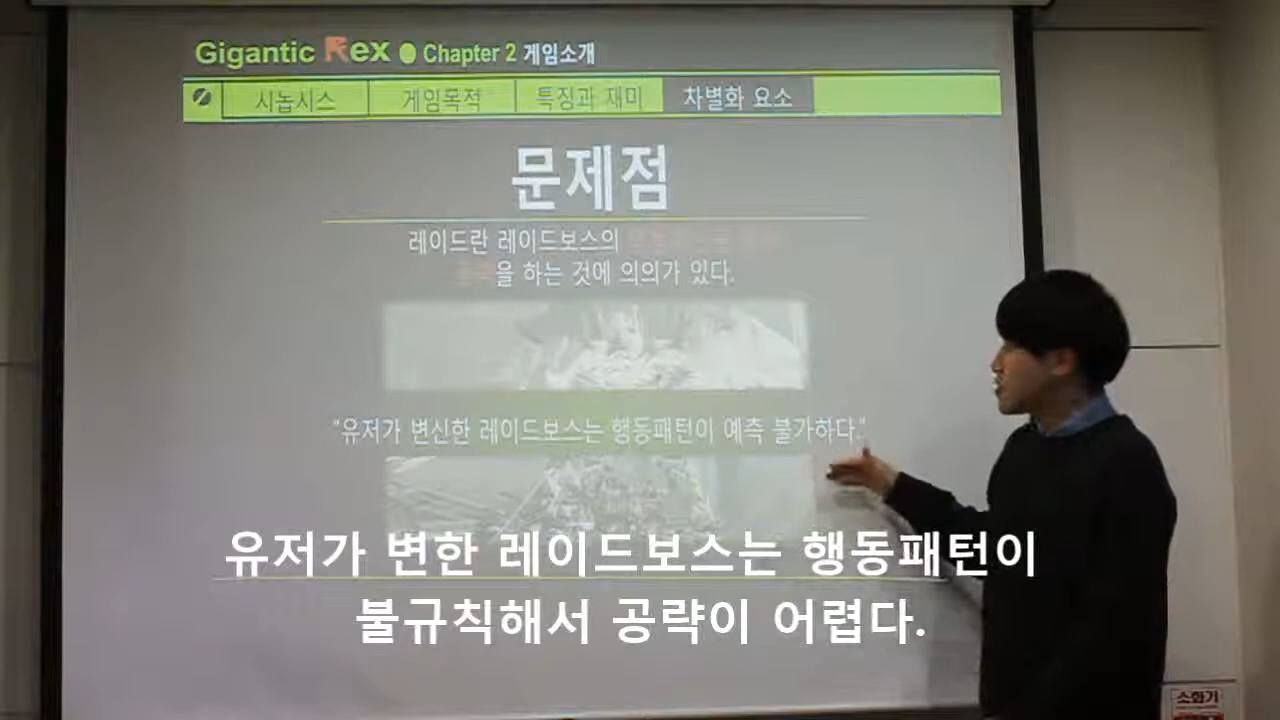 Gigantic Rex Chapter 2 게임소개
시놉시스 게임목적 특징과 재미 차별화 요소
문제점
레이드란 레이드보스의
을 하는 것에 의의가 있다.
"유저가 변신한 레이드보스는 행동패턴이 예측 불가하다."
유저가 변한 레이드보스는 행동패턴이
불규칙해서 공략이 어렵다.
소화기